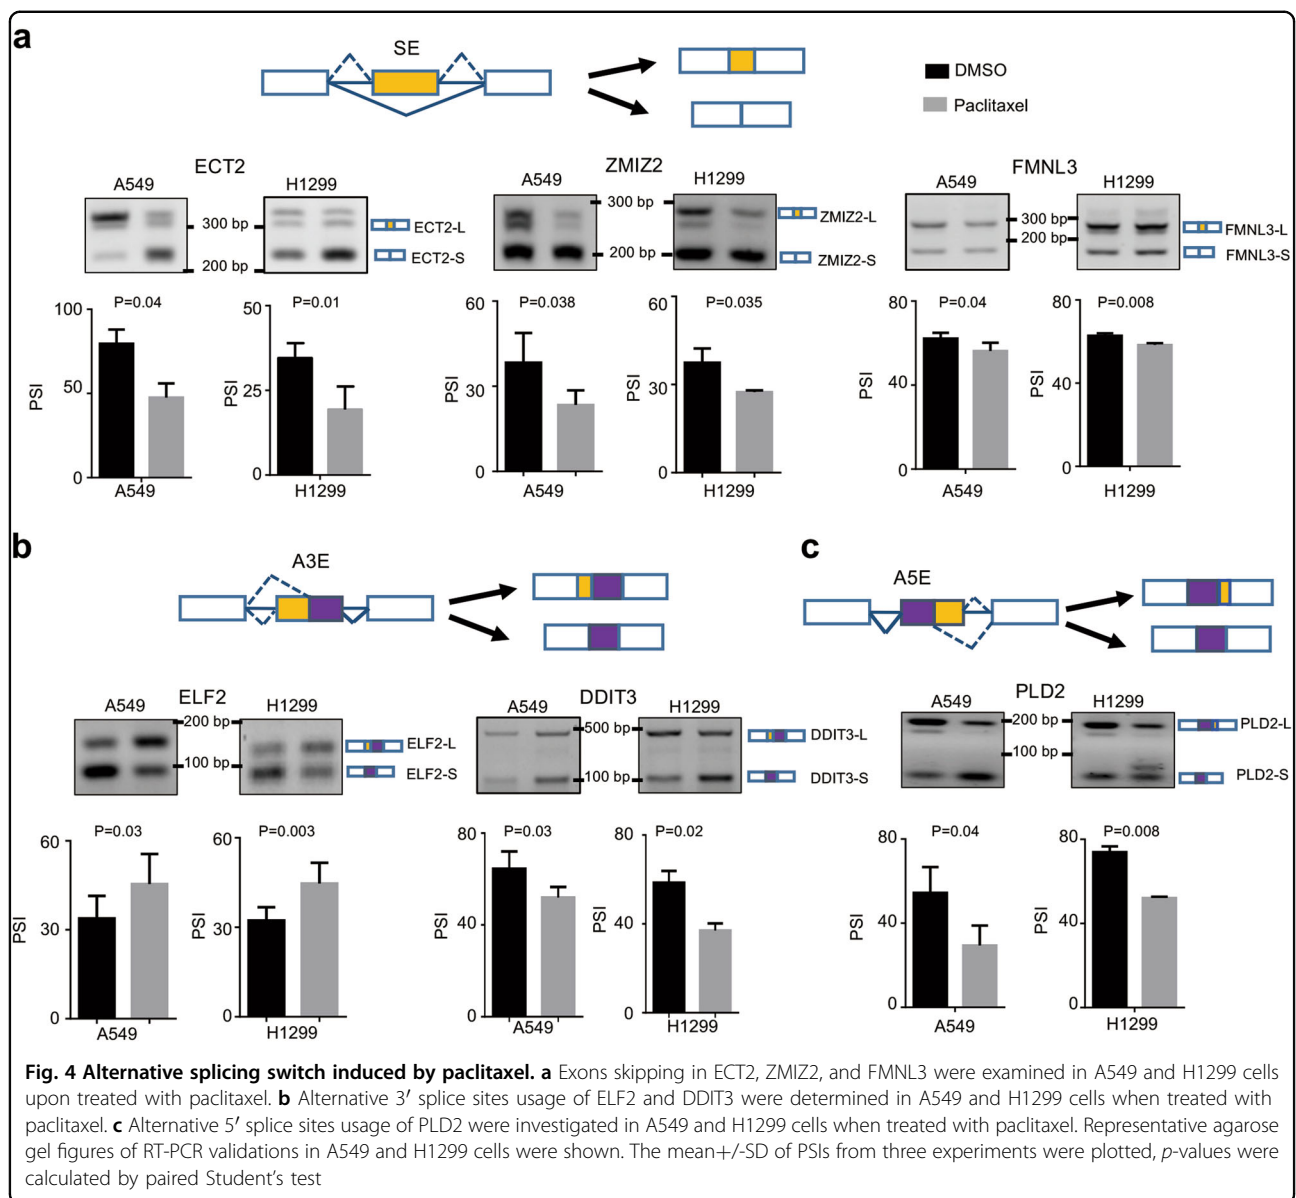 a
SE
DMSO
Paclitaxel
ECT2
A549
H1299
300 bp
200 bp
ECT2-L
ECT2-S
ZMIZ2
A549
H1299
300 bp
200 bp
ZMIZ2-L
ZMIZ2-S
FMNL3
A549
H1299
300 bp
200 bp
FMNL3-L
FMNL3-S
P=0.04
100
50
0
PSI
A549
P=0.01
50
25
0
PSI
H1299
P=0.038
60
30
0
PSI
A549
P=0.035
60
30
0
PSI
H1299
P=0.04
80
40
0
PSI
A549
P=0.008
80
40
0
PSI
H1299
b
A3E
ELF2
A549
H1299
200 bp
100 bp
ELF2-L
ELF2-S
DDIT3
A549
H1299
500 bp
100 bp
DDIT3-L
DDIT3-S
P=0.03
60
30
0
PSI
A549
P=0.003
60
30
0
PSI
H1299
P=0.03
80
40
0
PSI
A549
P=0.02
80
40
0
PSI
H1299
c
A5E
PLD2
A549
H1299
200 bp
100 bp
PLD2-L
PLD2-S
P=0.04
80
40
0
PSI
A549
P=0.008
80
40
0
PSI
H1299
Fig. 4 Alternative splicing switch induced by paclitaxel. a Exons skipping in ECT2, ZMIZ2, and FMNL3 were examined in A549 and H1299 cells
upon treated with paclitaxel. b Alternative 3′ splice sites usage of ELF2 and DDIT3 were determined in A549 and H1299 cells when treated with
paclitaxel. c Alternative 5′ splice sites usage of PLD2 were investigated in A549 and H1299 cells when treated with paclitaxel. Representative agarose
gel figures of RT-PCR validations in A549 and H1299 cells were shown. The mean+/-SD of PSIs from three experiments were plotted, p-values were
calculated by paired Student's test